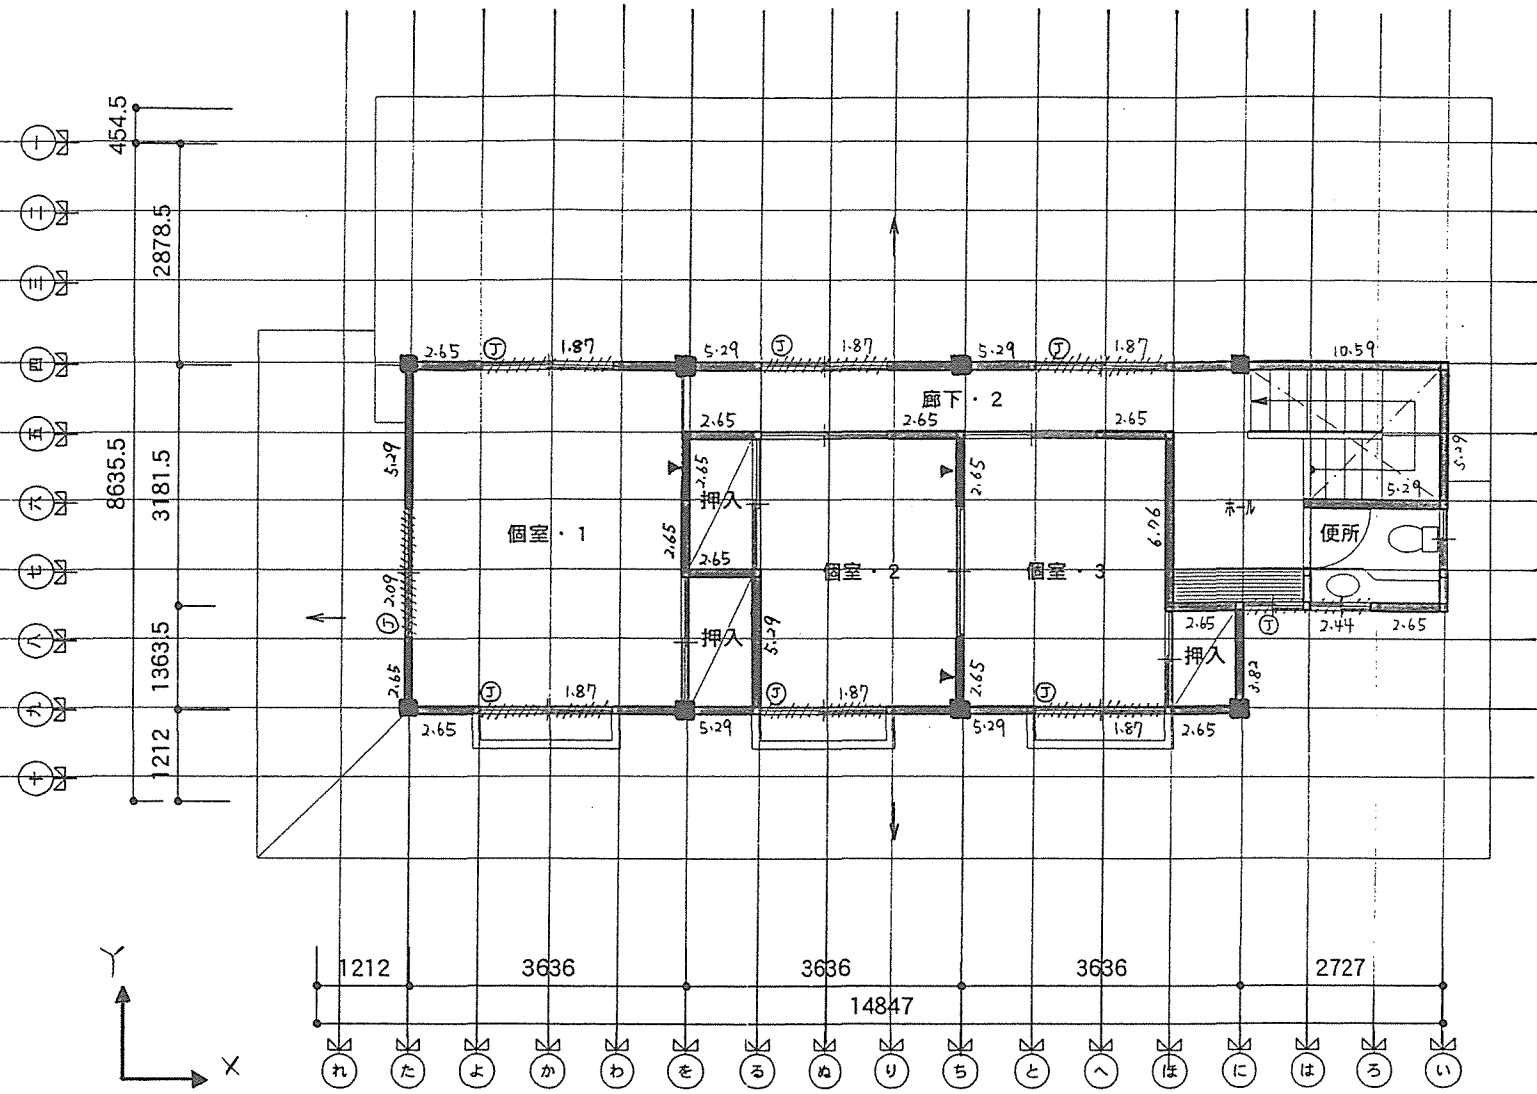 454.5
一
二
2878.5
三
四
2.65 J 1.87 5.29 J 1.87 5.29 J 1.87 10.59
廊下・2
五
2.65 2.65 2.65
5.29 2.65 2.65 5.29
8635.5
3181.5
六
押入
ホール
5.29
個室・1
2.65
6.76
便所
2.65
七
個室・2
個室・3
J 2.09
1363.5
八
押入
5.29
2.65 J 2.44 2.65
押入
2.65
2.65
3.82
九
J 1.87 J 1.87 J
2.65 5.29 5.29 1.87 2.65
1212
十
Y
X
1212 3636 3636 3636 2727
14847
れ た よ か わ を る ぬ り ち と へ ほ に は ろ い